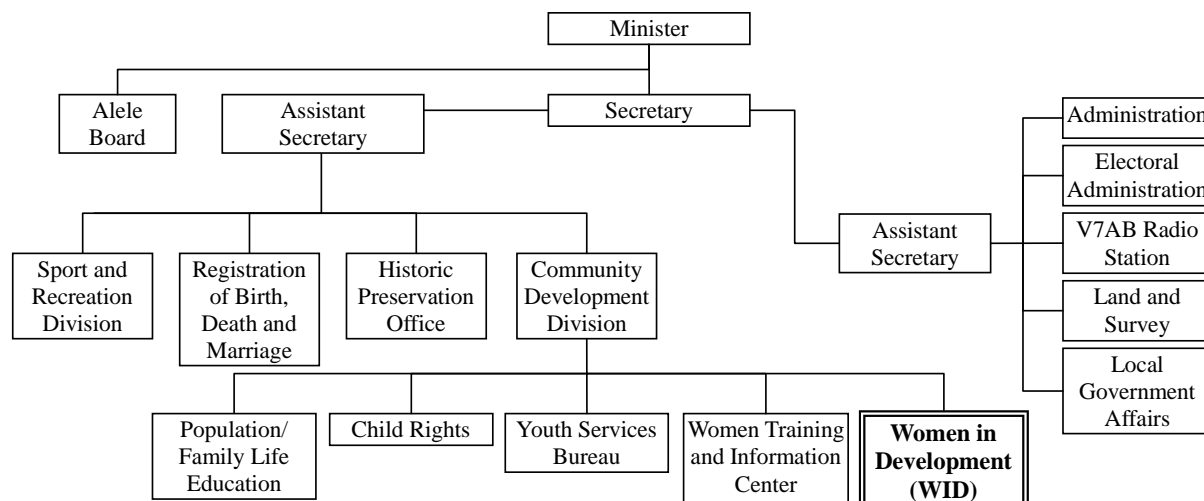 Minister
Alele
Board
Assistant
Secretary
Secretary
Administration
Electoral
Administration
V7AB Radio
Station
Land and
Survey
Local
Government
Affairs
Assistant
Secretary
Sport and
Recreation
Division
Registration
of Birth,
Death and
Marriage
Historic
Preservation
Office
Community
Development
Division
Population/
Family Life
Education
Child Rights
Youth Services
Bureau
Women Training
and Information
Center
Women in
Development
(WID)